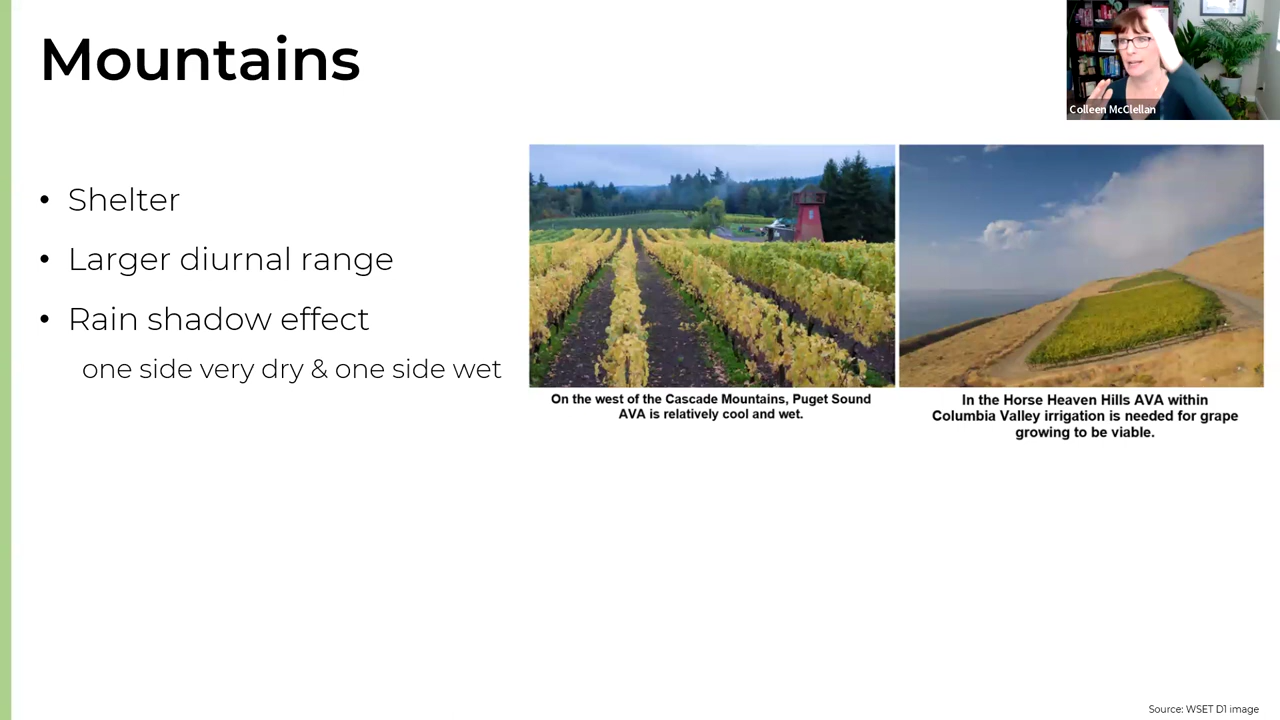 Mountains
Colleen McClellan
• Shelter
• Larger diurnal range
• Rain shadow effect
one side very dry & one side wet
On the west of the Cascade Mountains, Puget Sound
AVA is relatively cool and wet.
In the Horse Heaven Hills AVA within
Columbia Valley irrigation is needed for grape
growing to be viable.
Source: WSET D1 image